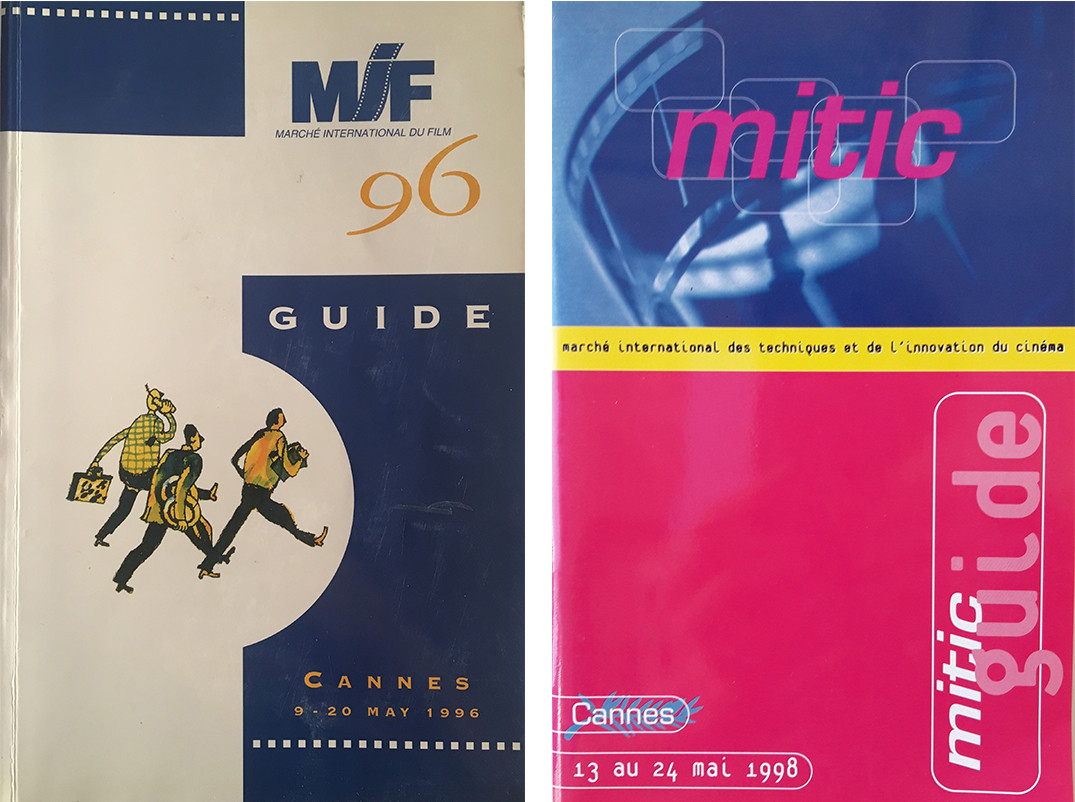 MIF
MARCHÉ INTERNATIONAL DU FILM
96
GUIDE
CANNES
9 - 20 MAY 1996
mitic
marché international des techniques et de l'innovation du cinéma
guide
mitic
Cannes
13 au 24 mai 1998